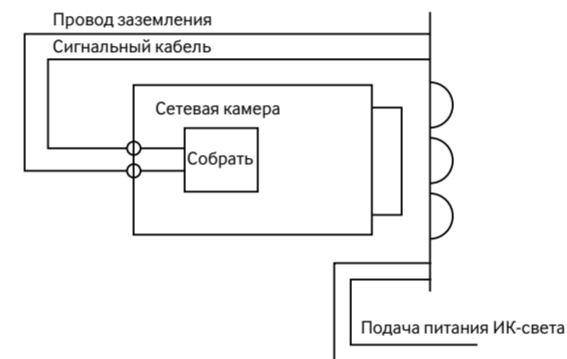 Провод заземления
Сигнальный кабель
Сетевая камера
Собрать
Подача питания ИК-света